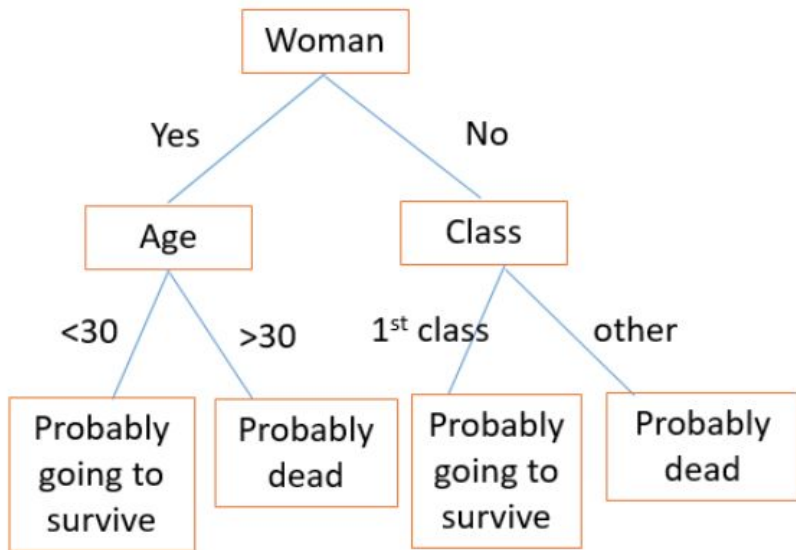 Woman
Yes
No
Age
Class
<30
>30
1st class
other
Probably
going to
survive
Probably
dead
Probably
going to
survive
Probably
dead